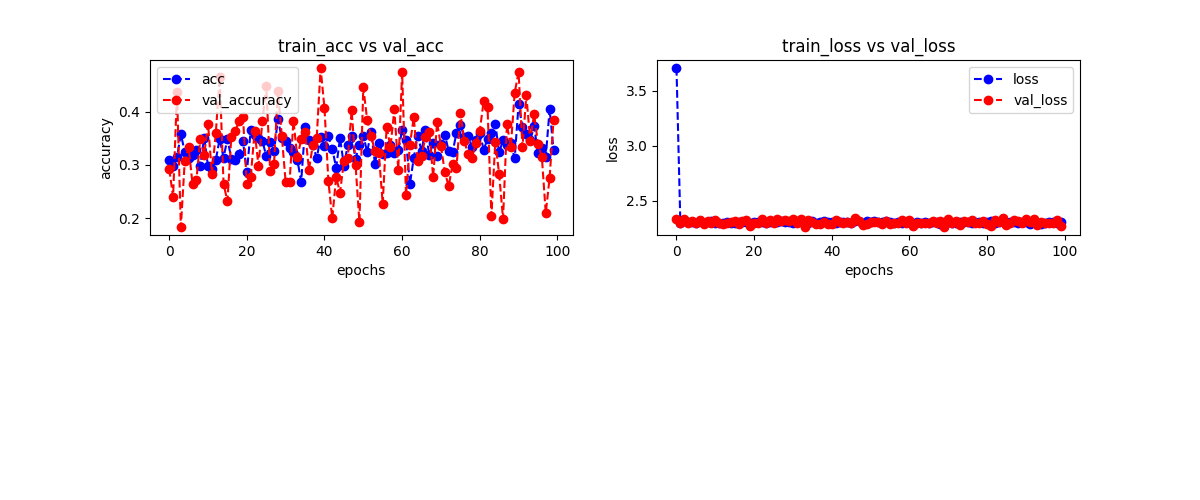 train_acc vs val_acc
acc
val_accuracy
accuracy
0.4
0.3
0.2
0 20 40 60 80 100
epochs
train_loss vs val_loss
loss
val_loss
loss
3.5
3.0
2.5
0 20 40 60 80 100
epochs